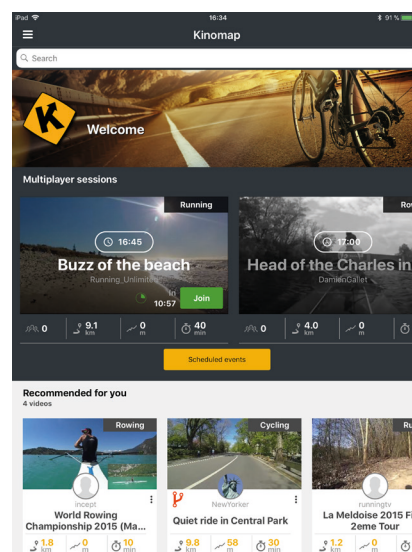 iPad 16:34 91 %
Kinomap
Search
K
Welcome
Multiplayer sessions
Running
16:45
Buzz of the beach
Running_Unlimited
In
10:57
Join
0 9.1 km 0 m 40 min
Ro
17:00
Head of the Charles in
DamienGallet
0 4.0 km 0 m
Scheduled events
Recommended for you
4 videos
Rowing
incept
World Rowing
Championship 2015 (Ma...
1.8 km 0 m 10 min
Cycling
NewYorker
Quiet ride in Central Park
9.8 km 58 m 30 min
Ru
runningtv
La Meldoise 2015 Fi
2eme Tour
1.2 km 0 m